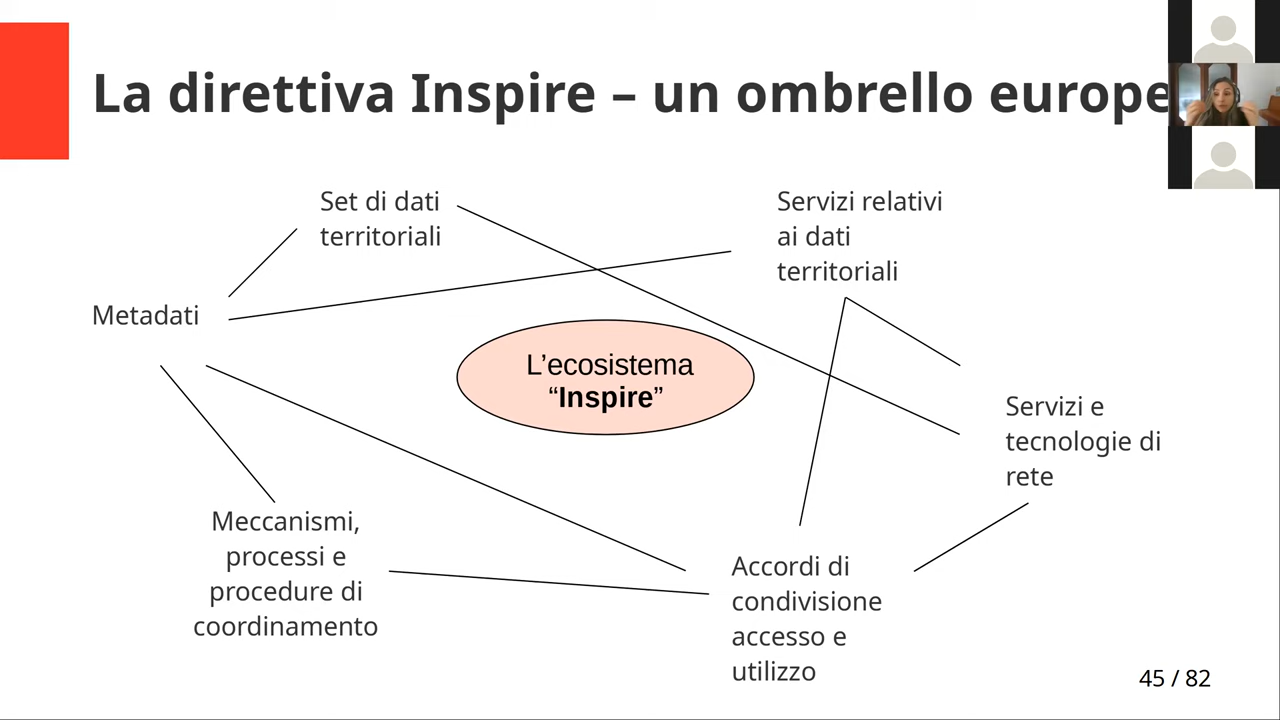 La direttiva Inspire – un ombrello europe
Set di dati
territoriali
Servizi relativi
ai dati
territoriali
Metadati
L’ecosistema
“Inspire”
Servizi e
tecnologie di
rete
Meccanismi,
processi e
procedure di
coordinamento
Accordi di
condivisione
accesso e
utilizzo
45 / 82